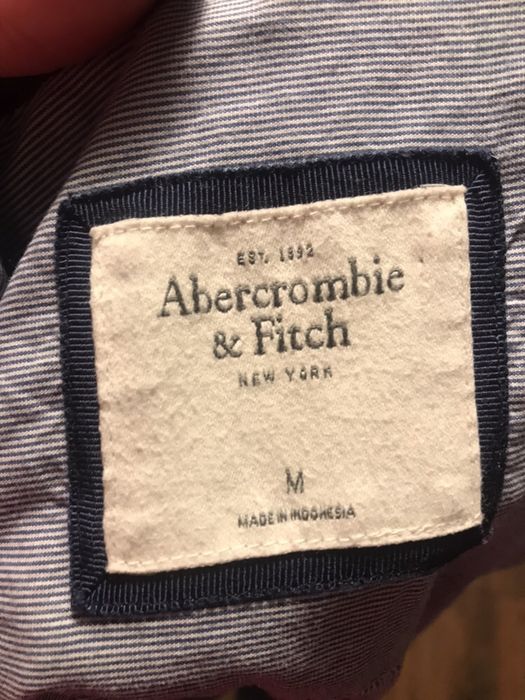 EST. 1892
Abercrombie
& Fitch
NEW YORK
M
MADE IN INDONESIA